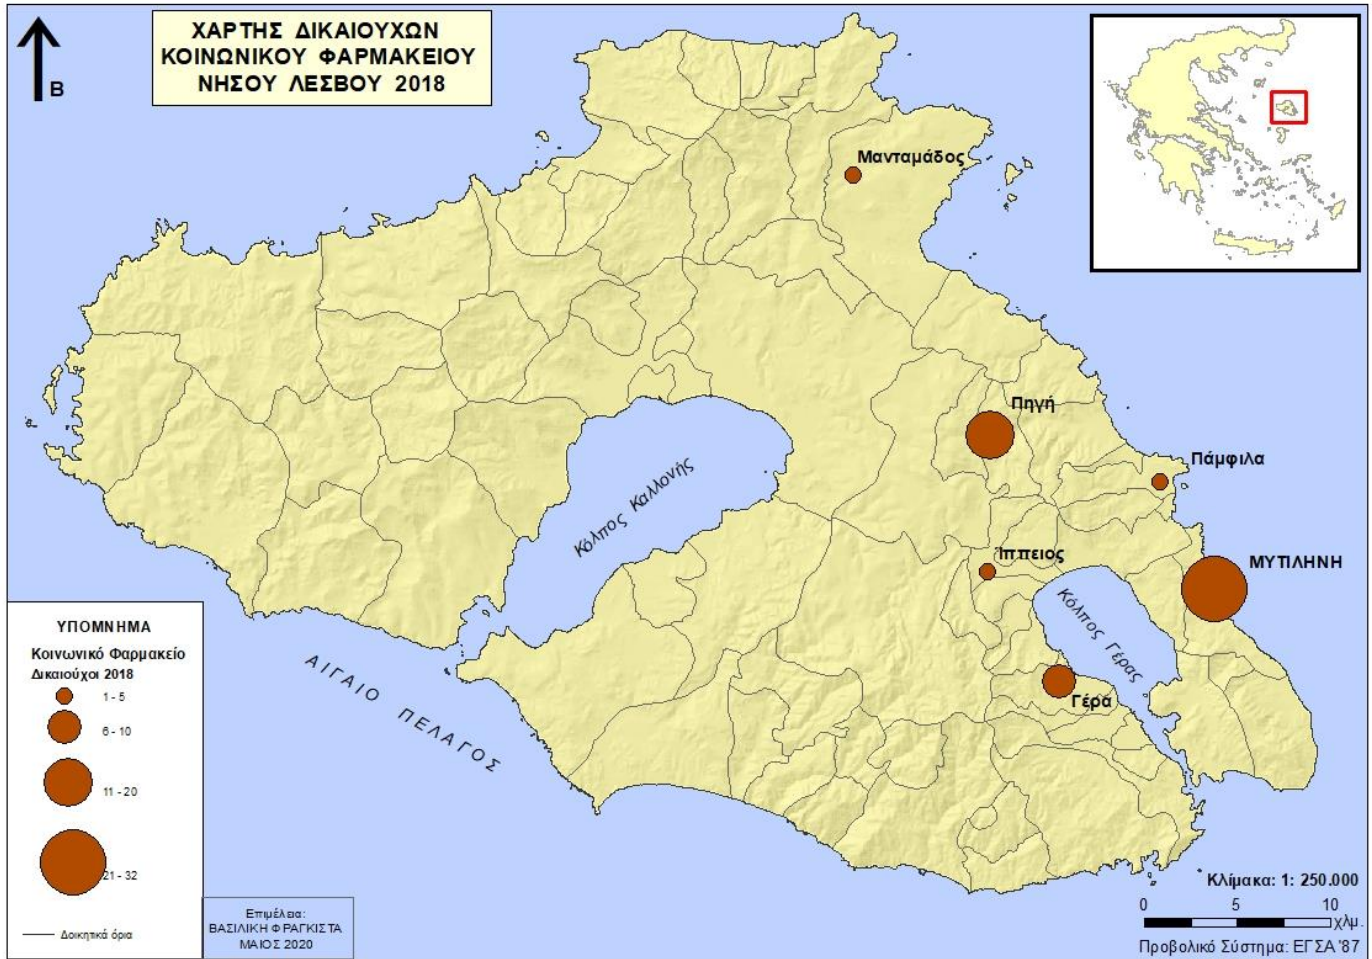 Β
ΧΑΡΤΗΣ ΔΙΚΑΙΟΥΧΩΝ
ΚΟΙΝΩΝΙΚΟΥ ΦΑΡΜΑΚΕΙΟΥ
ΝΗΣΟΥ ΛΕΣΒΟΥ 2018
Μανταμάδος
Πηγή
Πάμφιλα
Ίππειος
ΜΥΤΙΛΗΝΗ
Γέρα
Κόλπος Καλλονής
Κόλπος Γέρας
ΑΙΓΑΙΟ ΠΕΛΑΓΟΣ
ΥΠΟΜΝΗΜΑ
Κοινωνικό Φαρμακείο
Δικαιούχοι 2018
1 - 5
6 - 10
11 - 20
21 - 32
Διοικητικά όρια
Επιμέλεια:
ΒΑΣΙΛΙΚΗ ΦΡΑΓΚΙΣΤΑ
ΜΑΙΟΣ 2020
Κλίμακα: 1: 250.000
0 5 10
χλμ.
Προβολικό Σύστημα: ΕΓΣΑ '87